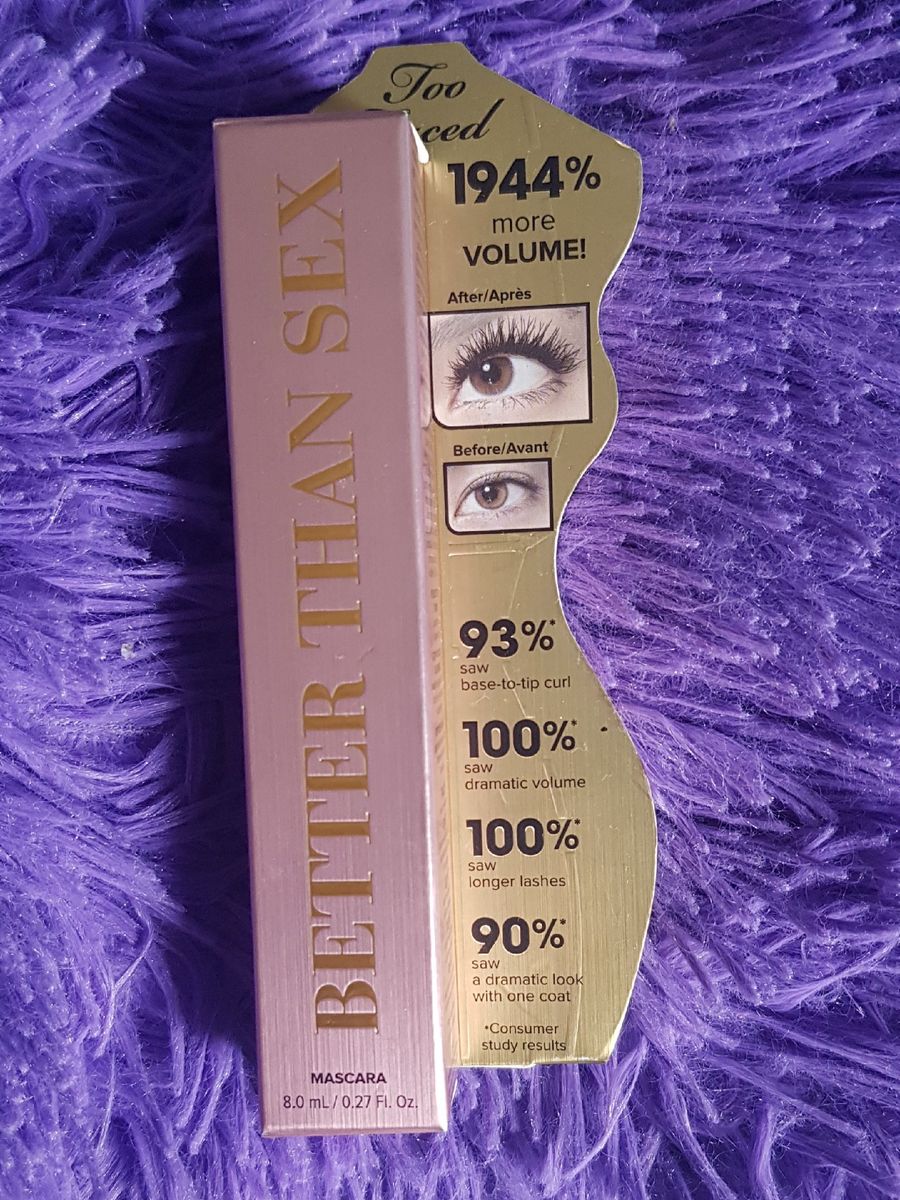 BETTER THAN SEX
MASCARA
8.0 mL / 0.27 Fl. Oz.
Too
1944%
more
VOLUME!
After/Après
Before/Avant
93%*
saw
base-to-tip curl
100%*
saw
dramatic volume
100%*
saw
longer lashes
90%*
saw
a dramatic look
with one coat
*Consumer
study results